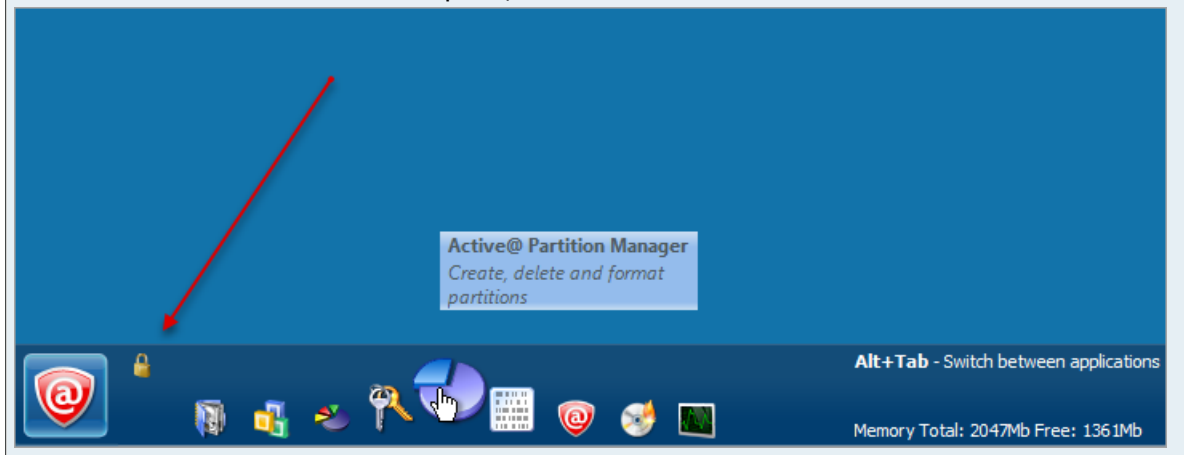 Active@ Partition Manager
Create, delete and format
partitions
Alt+Tab - Switch between applications
Memory Total: 2047Mb Free: 1361Mb